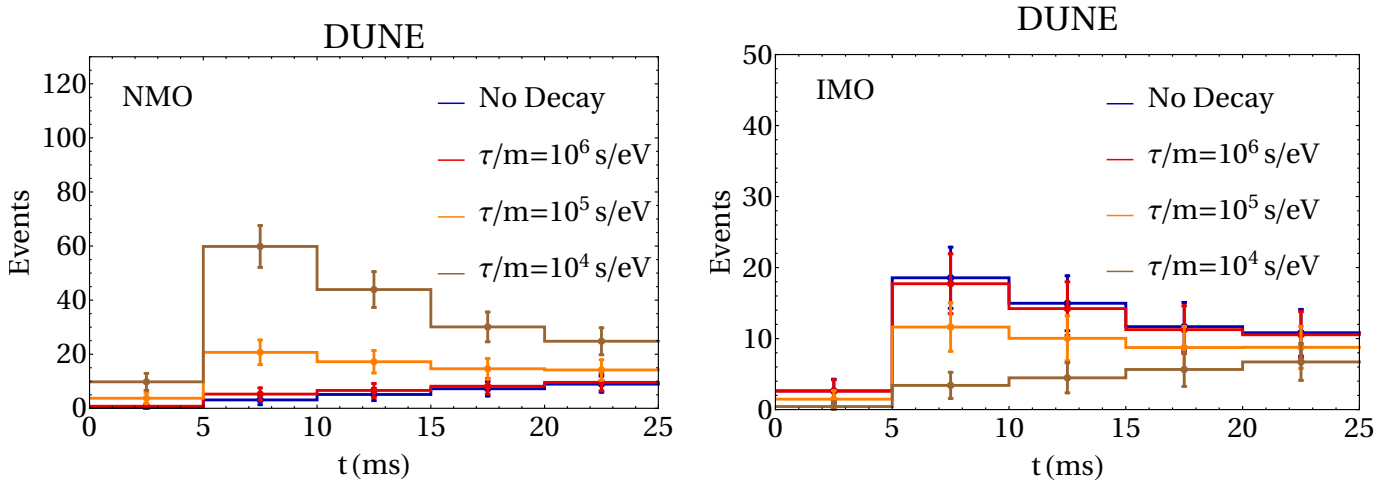 DUNE
NMO
No Decay
τ/m=10⁶ s/eV
τ/m=10⁵ s/eV
τ/m=10⁴ s/eV
Events
0
20
40
60
80
100
120
0 5 10 15 20 25
t (ms)
DUNE
IMO
No Decay
τ/m=10⁶ s/eV
τ/m=10⁵ s/eV
τ/m=10⁴ s/eV
Events
0
10
20
30
40
50
0 5 10 15 20 25
t (ms)